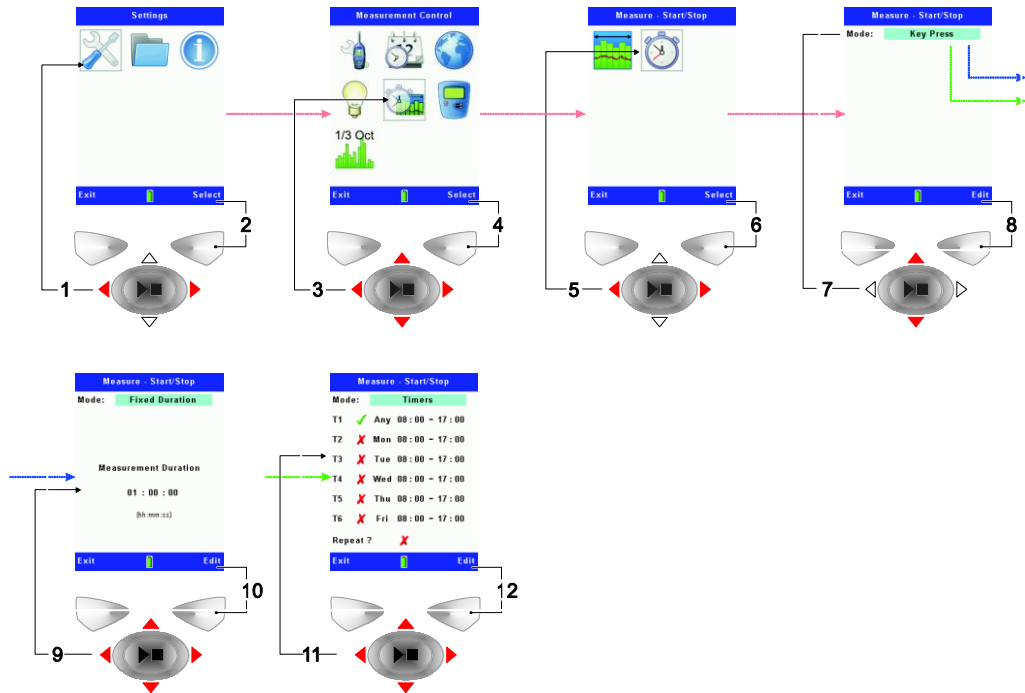 Settings
Exit
Select
2
1
Measurement Control
12
1/3 Oct
Exit
Select
4
3
Measure - Start/Stop
Exit
Select
6
5
Measure - Start/Stop
Mode: Key Press
Exit
Edit
8
7
Measure - Start/Stop
Mode: Fixed Duration
Measurement Duration
01 : 00 : 00
(hh:mm:ss)
Exit
Edit
10
9
Measure - Start/Stop
Mode: Timers
T1 ✓ Any 08:00 - 17:00
T2 ✗ Mon 08:00 - 17:00
T3 ✗ Tue 08:00 - 17:00
T4 ✗ Wed 08:00 - 17:00
T5 ✗ Thu 08:00 - 17:00
T6 ✗ Fri 08:00 - 17:00
Repeat ? ✗
Exit
Edit
12
11